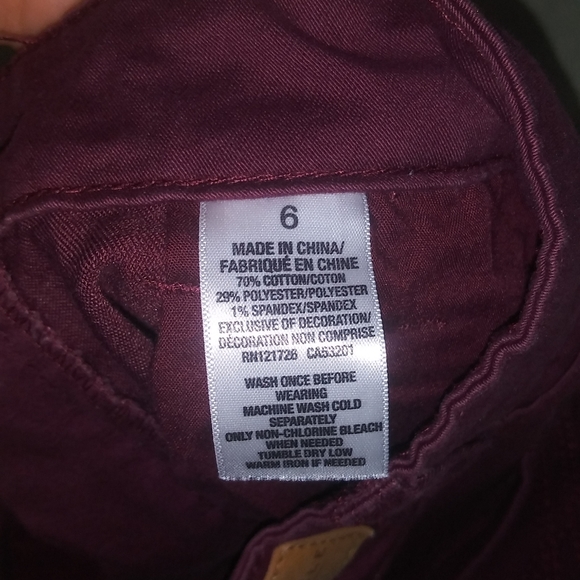 6
MADE IN CHINA/
FABRIQUÉ EN CHINE
70% COTTON/COTON
29% POLYESTER/POLYESTER
1% SPANDEX/SPANDEX
EXCLUSIVE OF DECORATION/
DÉCORATION NON COMPRISE
RN121726 CA53201
WASH ONCE BEFORE
WEARING
MACHINE WASH COLD
SEPARATELY
ONLY NON-CHLORINE BLEACH
WHEN NEEDED
TUMBLE DRY LOW
WARM IRON IF NEEDED